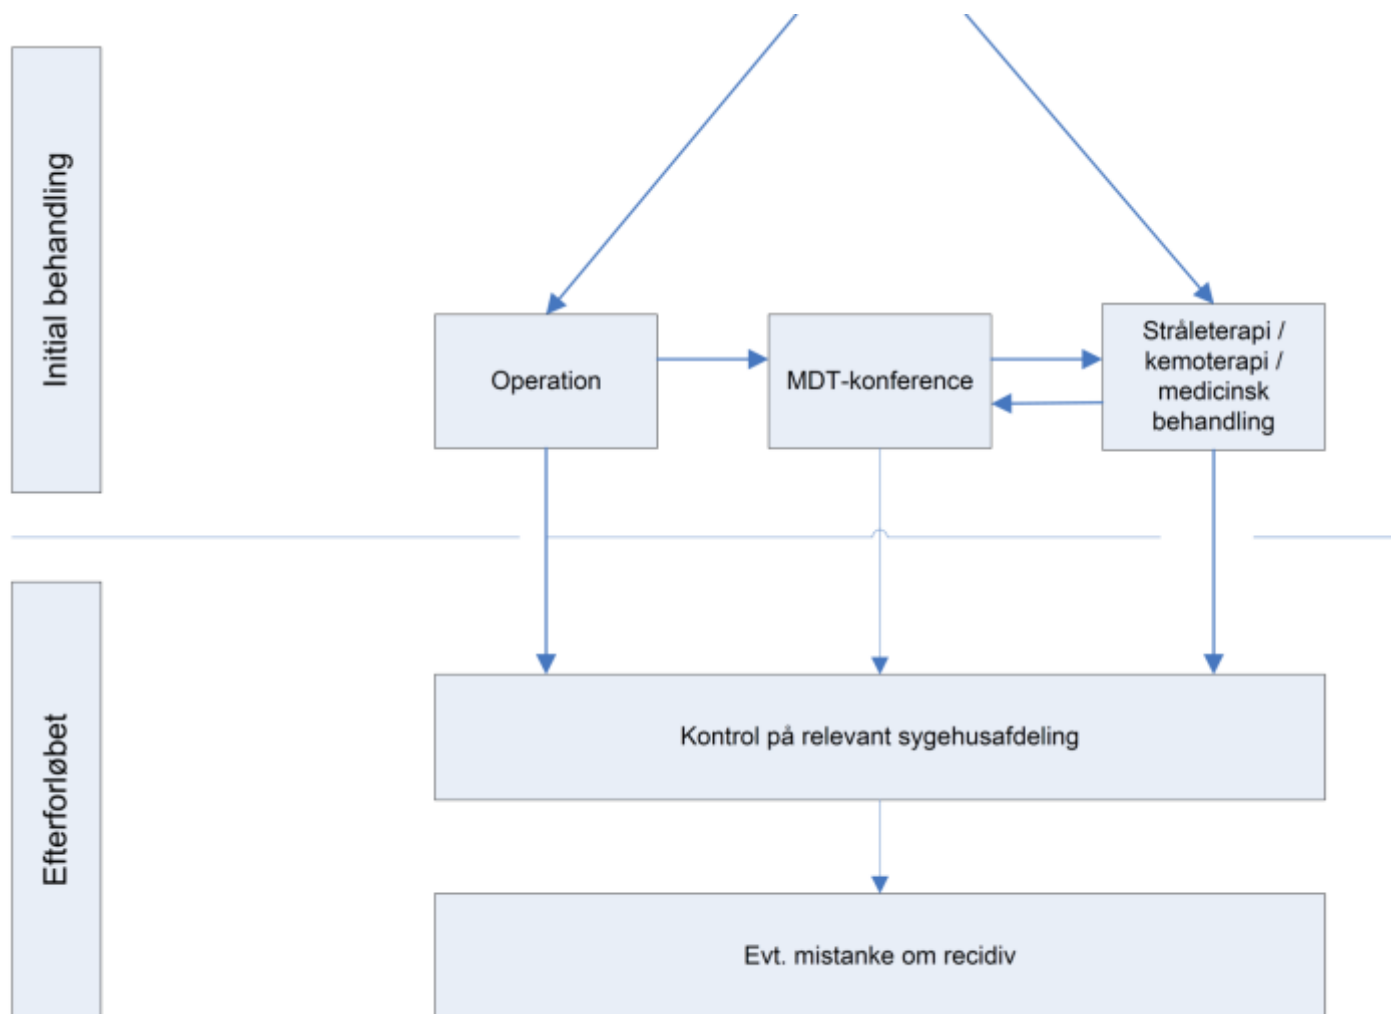 Initial behandling
Operation
MDT-konference
Stråleterapi /
kemoterapi /
medicinsk
behandling
Efterforløbet
Kontrol på relevant sygehusafdeling
Evt. mistanke om recidiv